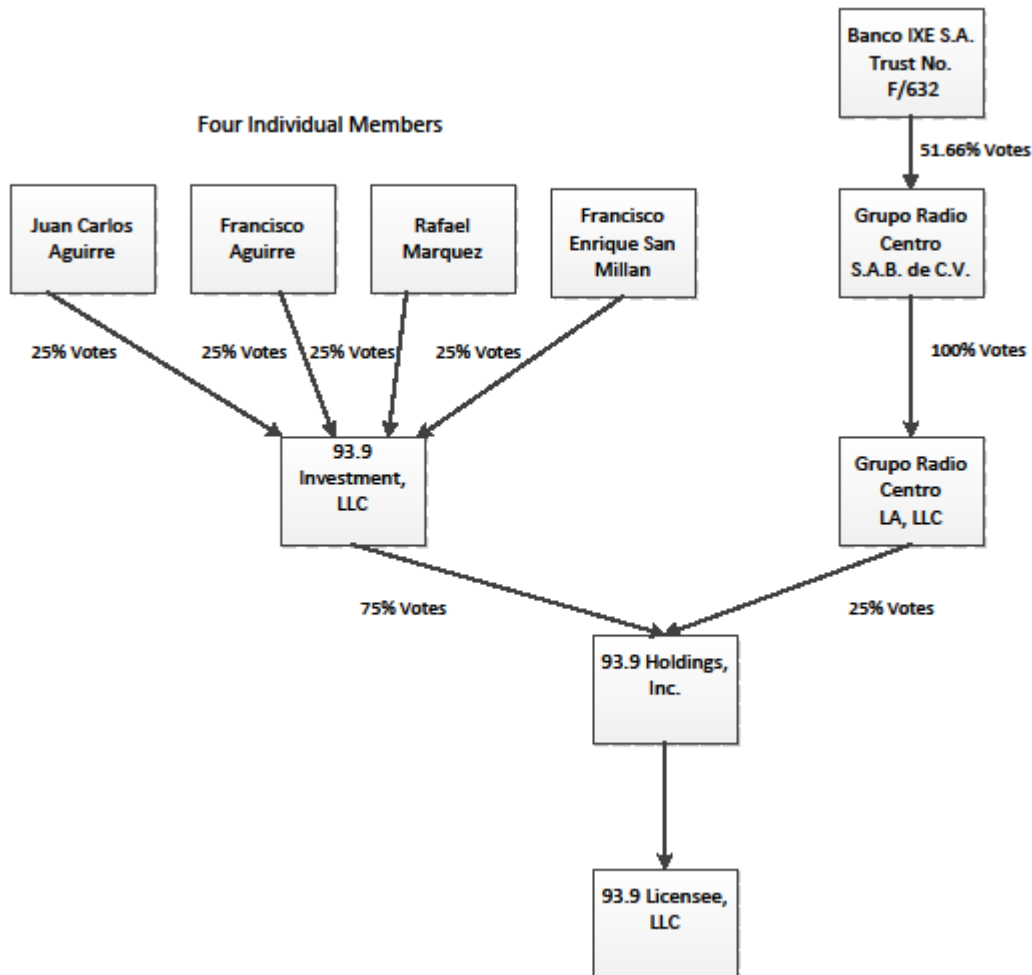 Banco IXE S.A.
Trust No.
F/632
Four Individual Members
51.66% Votes
Juan Carlos
Aguirre
Francisco
Aguirre
Rafael
Marquez
Francisco
Enrique San
Millan
Grupo Radio
Centro
S.A.B. de C.V.
25% Votes
25% Votes
25% Votes
25% Votes
100% Votes
93.9
Investment,
LLC
Grupo Radio
Centro
LA, LLC
75% Votes
25% Votes
93.9 Holdings,
Inc.
93.9 Licensee,
LLC